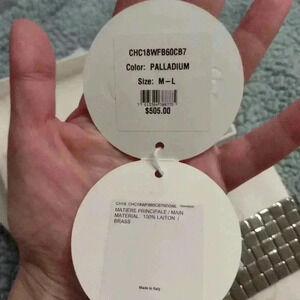 CHC18WFB60CB7
Color: PALLADIUM
Size: M-L
$505.00
MATIERE PRINCIPALE / MAIN
MATERIAL : 100% LAITON /
BRASS
Made in Italy